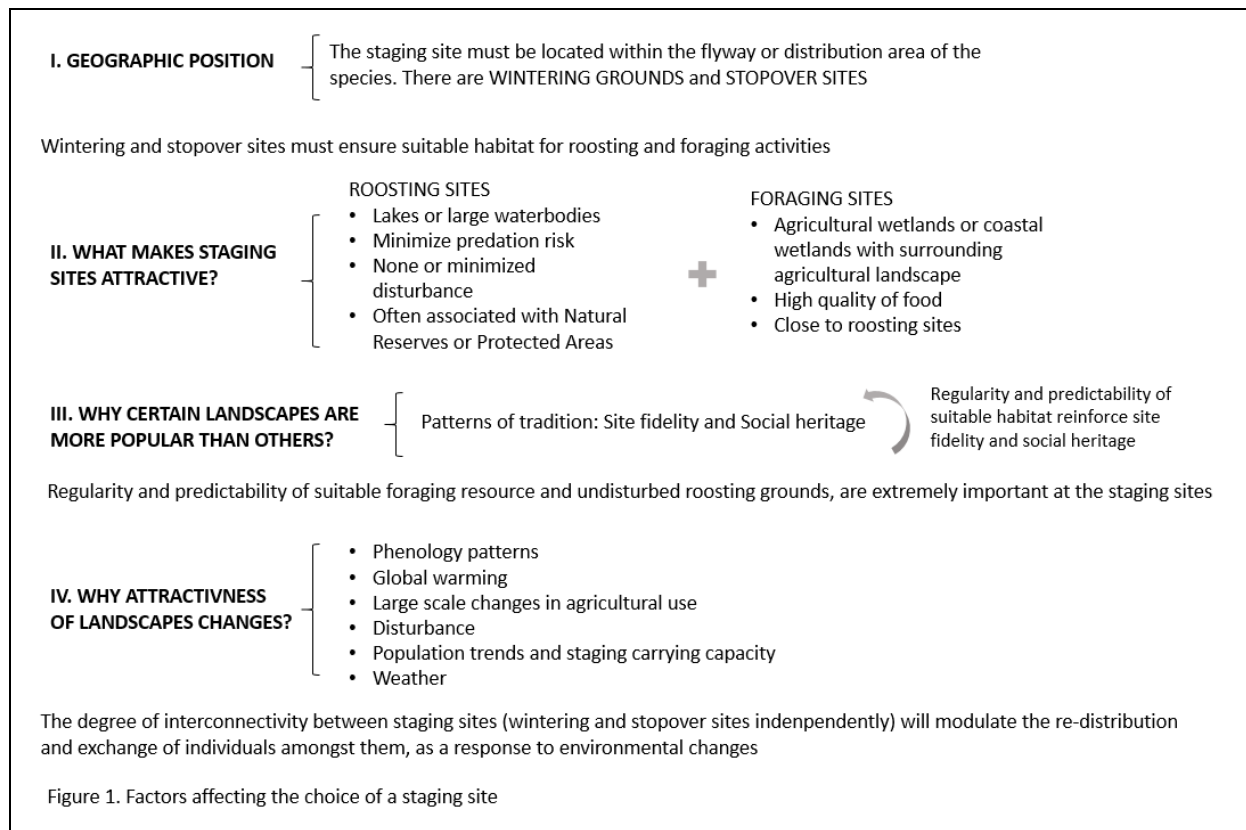 I. GEOGRAPHIC POSITION
The staging site must be located within the flyway or distribution area of the
species. There are WINTERING GROUNDS and STOPOVER SITES
Wintering and stopover sites must ensure suitable habitat for roosting and foraging activities
II. WHAT MAKES STAGING
SITES ATTRACTIVE?
ROOSTING SITES
• Lakes or large waterbodies
• Minimize predation risk
• None or minimized
disturbance
• Often associated with Natural
Reserves or Protected Areas
FORAGING SITES
• Agricultural wetlands or coastal
wetlands with surrounding
agricultural landscape
• High quality of food
• Close to roosting sites
III. WHY CERTAIN LANDSCAPES ARE
MORE POPULAR THAN OTHERS?
Patterns of tradition: Site fidelity and Social heritage
Regularity and predictability of
suitable habitat reinforce site
fidelity and social heritage
Regularity and predictability of suitable foraging resource and undisturbed roosting grounds, are extremely important at the staging sites
IV. WHY ATTRACTIVNESS
OF LANDSCAPES CHANGES?
• Phenology patterns
• Global warming
• Large scale changes in agricultural use
• Disturbance
• Population trends and staging carrying capacity
• Weather
The degree of interconnectivity between staging sites (wintering and stopover sites indenpendently) will modulate the re-distribution
and exchange of individuals amongst them, as a response to environmental changes
Figure 1. Factors affecting the choice of a staging site